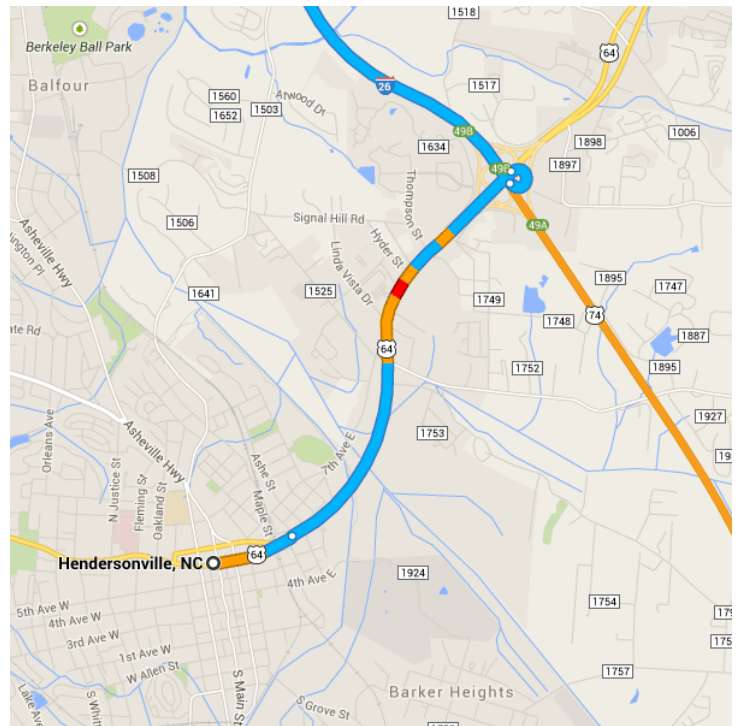 1518
Berkeley Ball Park
64
Balfour
26
1517
1560
1503
Atwood Dr
1652
49B
1006
1634
1898
1508
49B
1897
Thompson St
Signal Hill Rd
1506
49A
Hyder St
Asheville Hwy
Linda Vista Dr
1895
1641
1525
1747
1749
74
1748
1887
64
1752
1895
Orleans Ave
Asheville Hwy
1927
1753
7th Ave E
N Justice St
Fleming St
Oakland St
Ashe St
Maple St
64
Hendersonville, NC
4th Ave E
1924
5th Ave W
1754
4th Ave W
3rd Ave W
1st Ave W
W Allen St
1757
S Main St
Barker Heights
S Grove St
Lake Ave